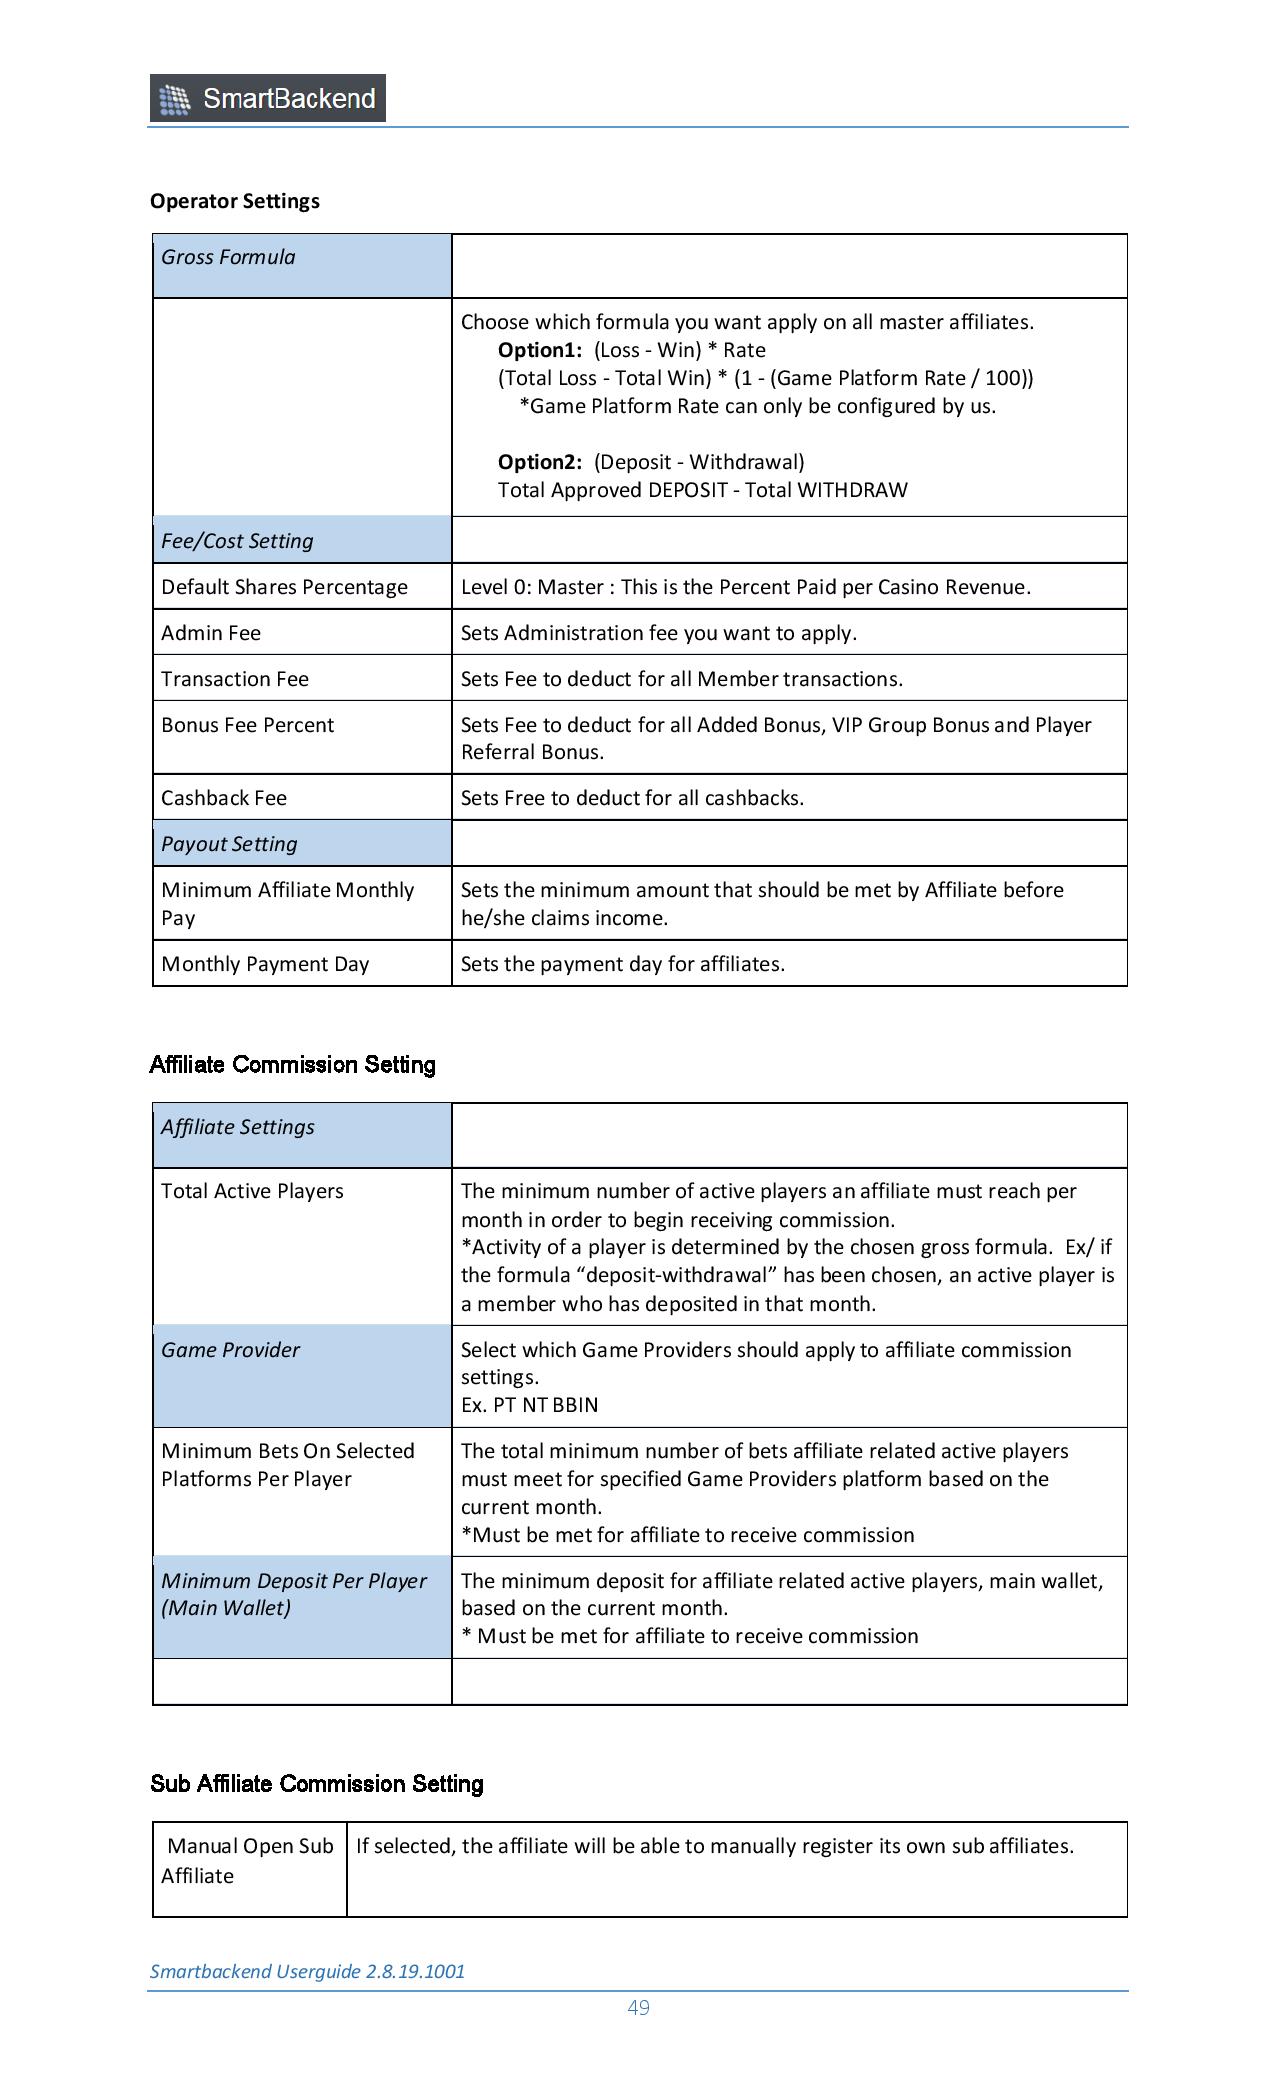 SmartBackend
Operator Settings
Gross Formula
Choose which formula you want apply on all master affiliates.
Option1: (Loss - Win) * Rate
(Total Loss - Total Win) * (1 - (Game Platform Rate / 100))
*Game Platform Rate can only be configured by us.
Option2: (Deposit - Withdrawal)
Total Approved DEPOSIT - Total WITHDRAW
Fee/Cost Setting
Default Shares Percentage
Level 0: Master : This is the Percent Paid per Casino Revenue.
Admin Fee
Sets Administration fee you want to apply.
Transaction Fee
Sets Fee to deduct for all Member transactions.
Bonus Fee Percent
Sets Fee to deduct for all Added Bonus, VIP Group Bonus and Player
Referral Bonus.
Cashback Fee
Sets Free to deduct for all cashbacks.
Payout Setting
Minimum Affiliate Monthly
Pay
Sets the minimum amount that should be met by Affiliate before
he/she claims income.
Monthly Payment Day
Sets the payment day for affiliates.
Affiliate Commission Setting
Affiliate Settings
Total Active Players
The minimum number of active players an affiliate must reach per
month in order to begin receiving commission.
*Activity of a player is determined by the chosen gross formula. Ex/ if
the formula “deposit-withdrawal” has been chosen, an active player is
a member who has deposited in that month.
Game Provider
Select which Game Providers should apply to affiliate commission
settings.
Ex. PT NT BBIN
Minimum Bets On Selected
Platforms Per Player
The total minimum number of bets affiliate related active players
must meet for specified Game Providers platform based on the
current month.
*Must be met for affiliate to receive commission
Minimum Deposit Per Player
(Main Wallet)
The minimum deposit for affiliate related active players, main wallet,
based on the current month.
* Must be met for affiliate to receive commission
Sub Affiliate Commission Setting
Manual Open Sub
Affiliate
If selected, the affiliate will be able to manually register its own sub affiliates.
Smartbackend Userguide 2.8.19.1001
49